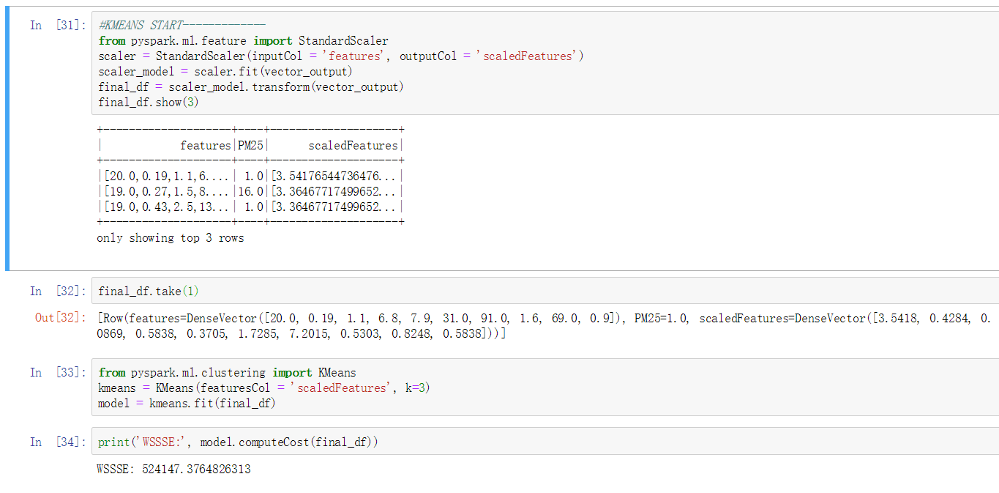 In [31]: #KMEANS START-------------
from pyspark.ml.feature import StandardScaler
scaler = StandardScaler(inputCol = 'features', outputCol = 'scaledFeatures')
scaler_model = scaler.fit(vector_output)
final_df = scaler_model.transform(vector_output)
final_df.show(3)
+--------------------+----+--------------------+
|            features|PM25|      scaledFeatures|
+--------------------+----+--------------------+
|[20.0,0.19,1.1,6....| 1.0|[3.54176544736476...|
|[19.0,0.27,1.5,8....|16.0|[3.36467717499652...|
|[19.0,0.43,2.5,13...| 1.0|[3.36467717499652...|
+--------------------+----+--------------------+
only showing top 3 rows
In [32]: final_df.take(1)
Out[32]: [Row(features=DenseVector([20.0, 0.19, 1.1, 6.8, 7.9, 31.0, 91.0, 1.6, 69.0, 0.9]), PM25=1.0, scaledFeatures=DenseVector([3.5418, 0.4284, 0.
0869, 0.5838, 0.3705, 1.7285, 7.2015, 0.5303, 0.8248, 0.5838]))]
In [33]: from pyspark.ml.clustering import KMeans
kmeans = KMeans(featuresCol = 'scaledFeatures', k=3)
model = kmeans.fit(final_df)
In [34]: print('WSSSE:', model.computeCost(final_df))
WSSSE: 524147.3764826313